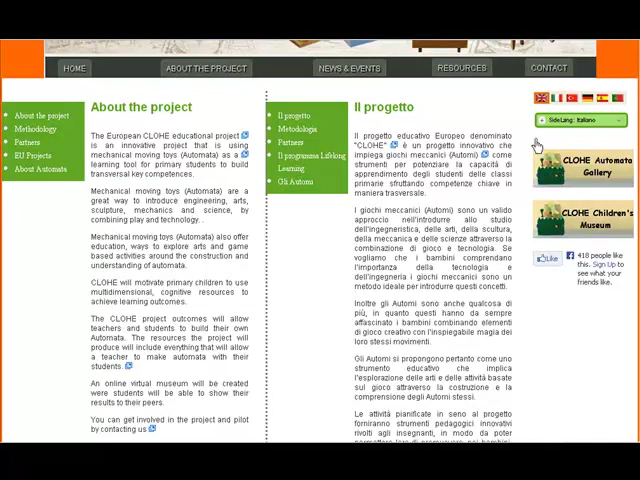 HOME
ABOUT THE PROJECT
NEWS & EVENTS
RESOURCES
CONTACT
About the project
Methodology
Partners
EU Projects
About Automata
About the project
The European CLOHE educational project
is an innovative project that is using
mechanical moving toys (Automata) as a
learning tool for primary students to build
transversal key competences.
Mechanical moving toys (Automata) are a
great way to introduce engineering, arts,
sculpture, mechanics and science, by
combining play and technology. .
Mechanical moving toys (Automata) also offer
education, ways to explore arts and game
based activities around the construction and
understanding of automata.
CLOHE will motivate primary children to use
multidimensional, cognitive resources to
achieve learning outcomes.
The CLOHE project outcomes will allow
teachers and students to build their own
Automata. The resources the project will
produce will include everything that will allow
a teacher to make automata with their
students.
An online virtual museum will be created
were students will be able to show their
results to their peers.
You can get involved in the project and pilot
by contacting us
Il progetto
Metodologia
Partners
Il programma Lifelong
Learning
Gli Automi
Il progetto
Il progetto educativo Europeo denominato
"CLOHE" è un progetto innovativo che
impiega giochi meccanici (Automi) come
strumento per potenziare la capacità di
apprendimento degli studenti delle classi
primarie sfruttando competenze chiave in
maniera trasversale.
I giochi meccanici (Automi) sono un valido
approccio nell'introdurre allo studio
dell'ingegneristica, delle arti, della scultura,
della meccanica e delle scienze attraverso la
combinazione di gioco e tecnologia. Se
vogliamo che i bambini comprendano
l'importanza della tecnologia e
dell'ingegneria i giochi meccanici sono un
metodo ideale per introdurre questi concetti.
Inoltre gli Automi sono anche qualcosa di
più, in quanto questi hanno da sempre
affascinato i bambini combinando elementi
di gioco creativo con l'inspiegabile magia dei
loro stessi movimenti.
Gli Automi si propongono pertanto come uno
strumento educativo che implica
l'esplorazione delle arti e delle attività basate
sul gioco attraverso la costruzione e la
comprensione degli Automi stessi.
Le attività pianificate in seno al progetto
forniranno strumenti pedagogici innovativi
rivolti agli insegnanti, in modo da poter
SideLang: Italiano
CLOHE Automata
Gallery
CLOHE Children's
Museum
Like
418 people like
this. Sign Up to
see what your
friends like.